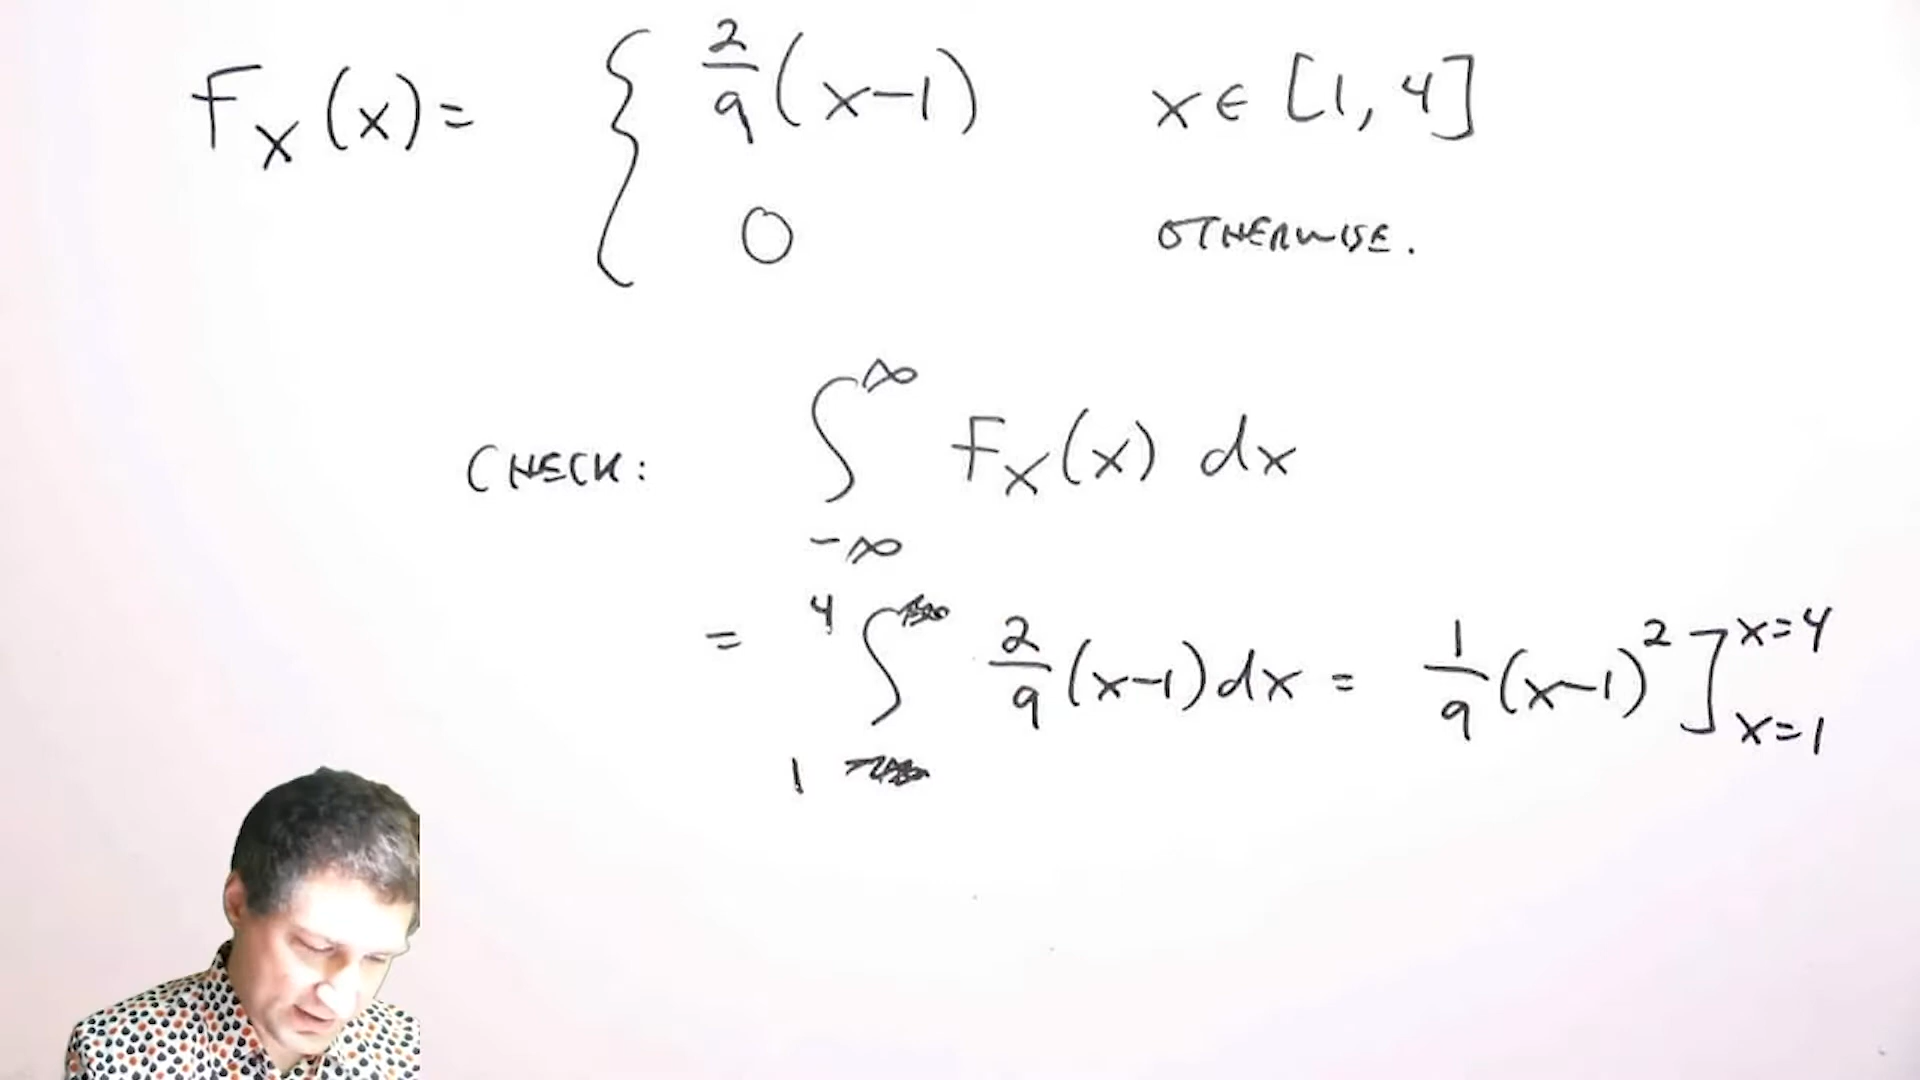 F_X(x) = { 2/9 (x-1) x ∈ [1, 4]
0 OTHERWISE.
CHECK: ∫_{-∞}^{∞} F_X(x) dx
= ∫_1^4 2/9 (x-1) dx = 1/9 (x-1)^2 ]_{x=1}^{x=4}